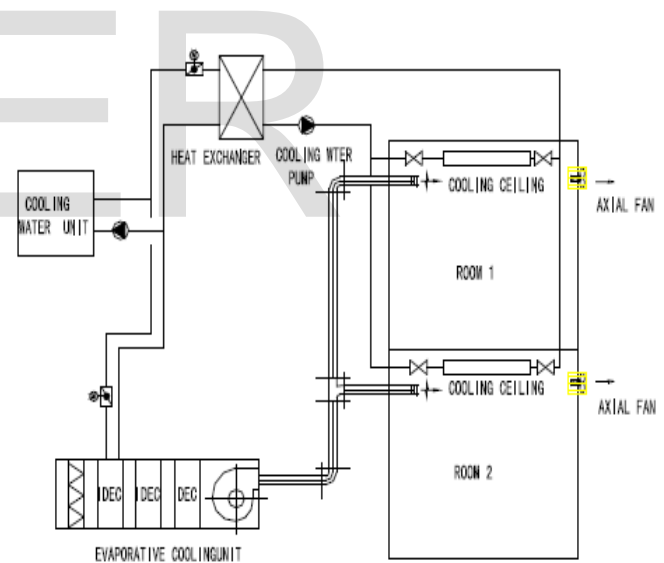 ER
HEAT EXCHANGER
COOLING WTER
PUMP
COOLING
WATER UNIT
COOLING CEILING
AXIAL FAN
ROOM 1
COOLING CEILING
AXIAL FAN
ROOM 2
IDEC IDEC DEC
EVAPORATIVE COOLINGUNIT